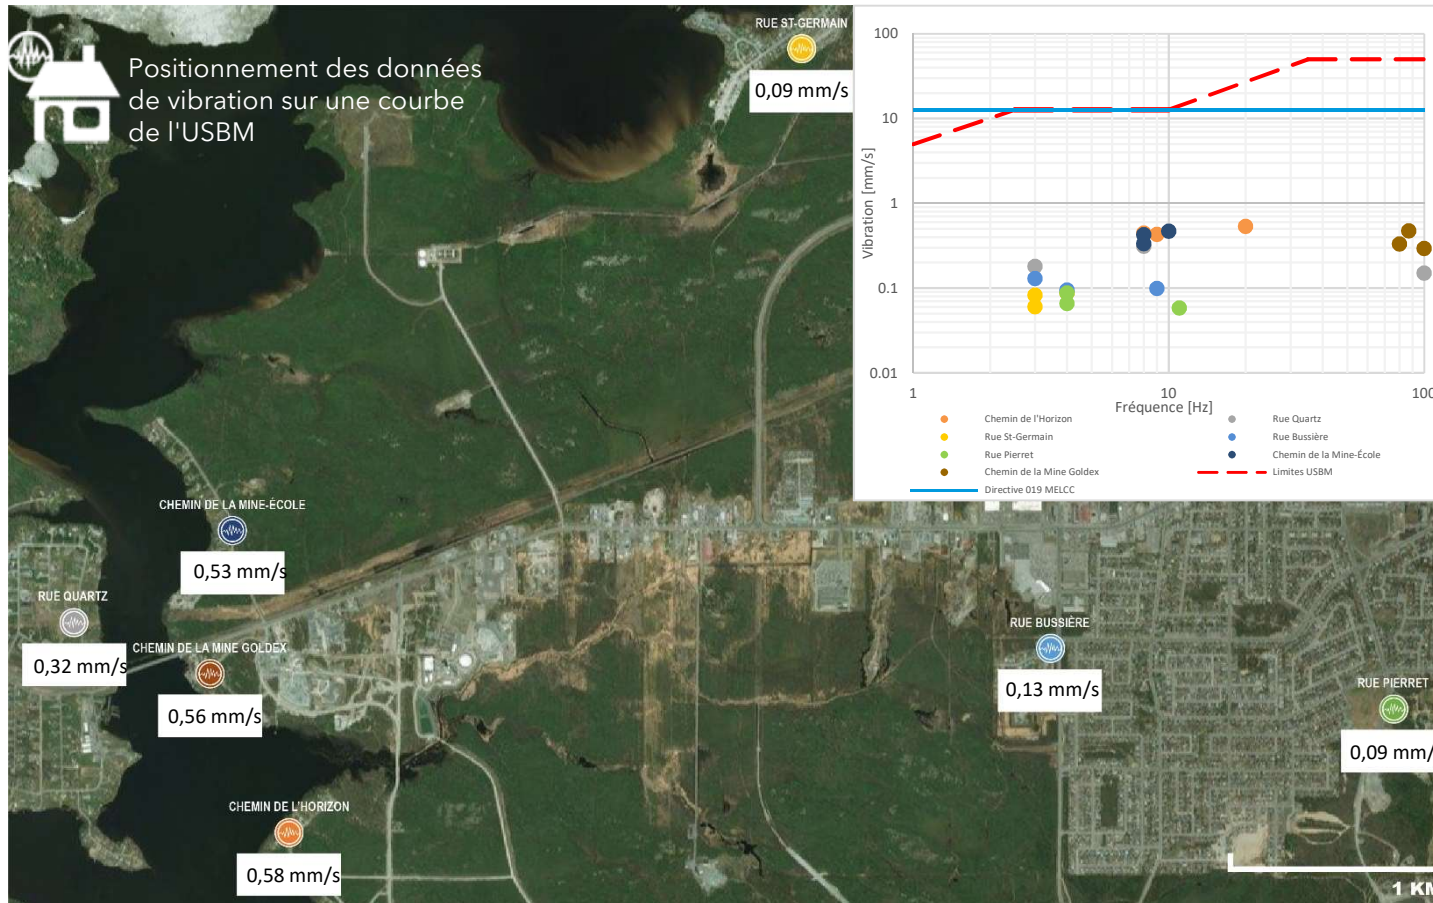 Positionnement des données
de vibration sur une courbe
de l'USBM
RUE ST-GERMAIN
0,09 mm/s
100
10
1
0.1
0.01
Vibration [mm/s]
1
10
100
Fréquence [Hz]
Chemin de l'Horizon
Rue Quartz
Rue St-Germain
Rue Bussière
Rue Pierret
Chemin de la Mine-École
Chemin de la Mine Goldex
Limites USBM
Directive 019 MELCC
CHEMIN DE LA MINE-ÉCOLE
0,53 mm/s
RUE QUARTZ
0,32 mm/s
CHEMIN DE LA MINE GOLDEX
0,56 mm/s
RUE BUSSIÈRE
0,13 mm/s
RUE PIERRET
0,09 mm/
CHEMIN DE L'HORIZON
0,58 mm/s
1 KM